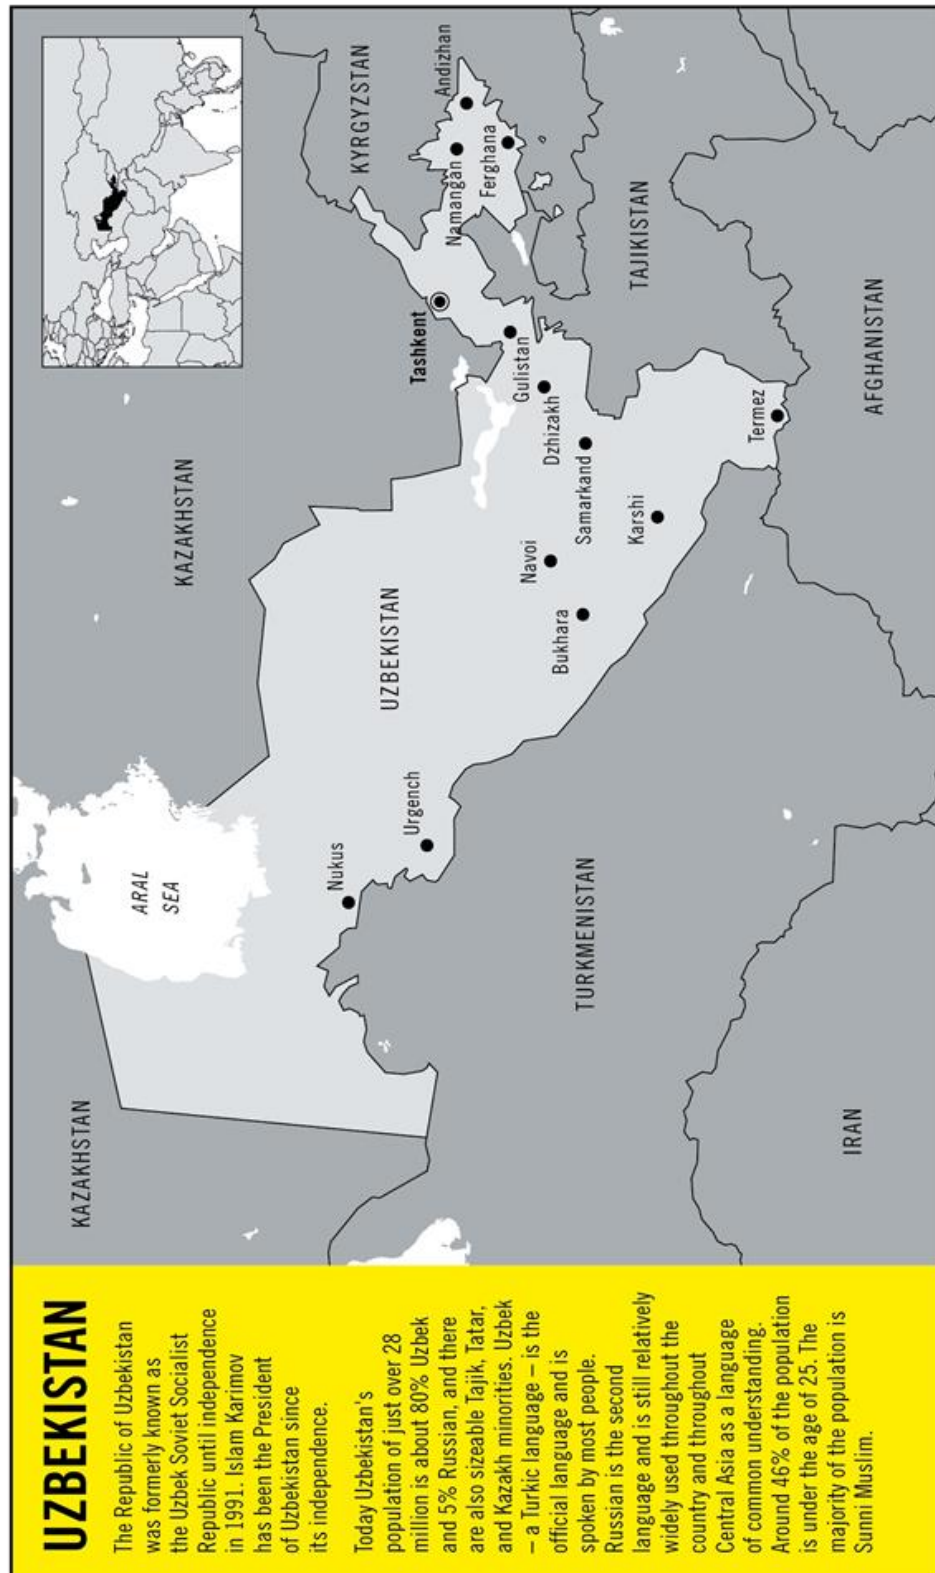 UZBEKISTAN
The Republic of Uzbekistan
was formerly known as
the Uzbek Soviet Socialist
Republic until independence
in 1991. Islam Karimov
has been the President
of Uzbekistan since
its independence.
Today Uzbekistan's
population of just over 28
million is about 80% Uzbek
and 5% Russian, and there
are also sizeable Tajik, Tatar,
and Kazakh minorities. Uzbek
– a Turkic language – is the
official language and is
spoken by most people.
Russian is the second
language and is still relatively
widely used throughout the
country and throughout
Central Asia as a language
of common understanding.
Around 46% of the population
is under the age of 25. The
majority of the population is
Sunni Muslim.
KAZAKHSTAN
ARAL
SEA
KAZAKHSTAN
KYRGYZSTAN
Nukus
Urgench
UZBEKISTAN
Tashkent
Namangan
Andizhan
Ferghana
Gulistan
Dzhizakh
Navoi
Samarkand
Bukhara
Karshi
Termez
TURKMENISTAN
TAJIKISTAN
IRAN
AFGHANISTAN